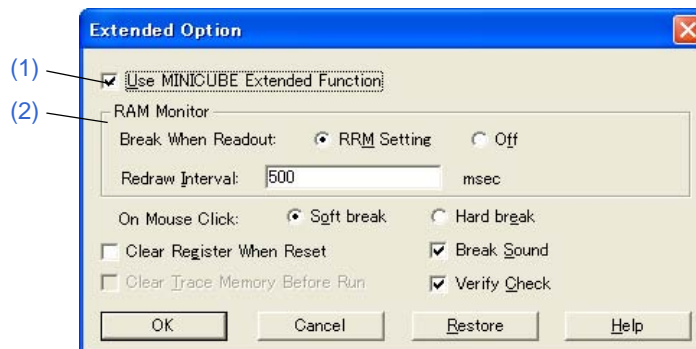 Extended Option
(1)
Use MINICUBE Extended Function
(2)
RAM Monitor
Break When Readout: RRM Setting Off
Redraw Interval: 500 msec
On Mouse Click: Soft break Hard break
Clear Register When Reset Break Sound
Clear Trace Memory Before Run Verify Check
OK Cancel Restore Help